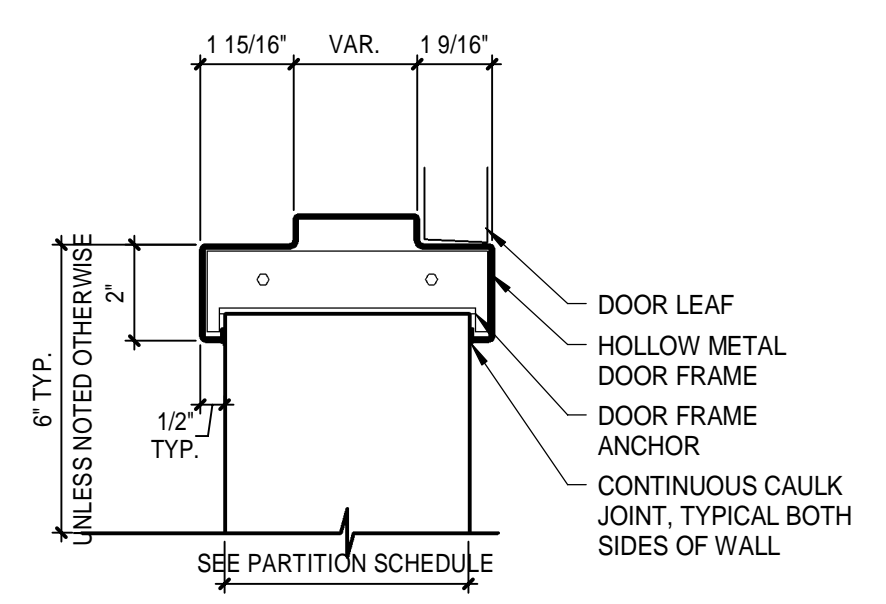 1 15/16" VAR. 1 9/16"
6" TYP.
UNLESS NOTED OTHERWISE
2"
1/2"
TYP.
SEE PARTITION SCHEDULE
DOOR LEAF
HOLLOW METAL
DOOR FRAME
DOOR FRAME
ANCHOR
CONTINUOUS CAULK
JOINT, TYPICAL BOTH
SIDES OF WALL